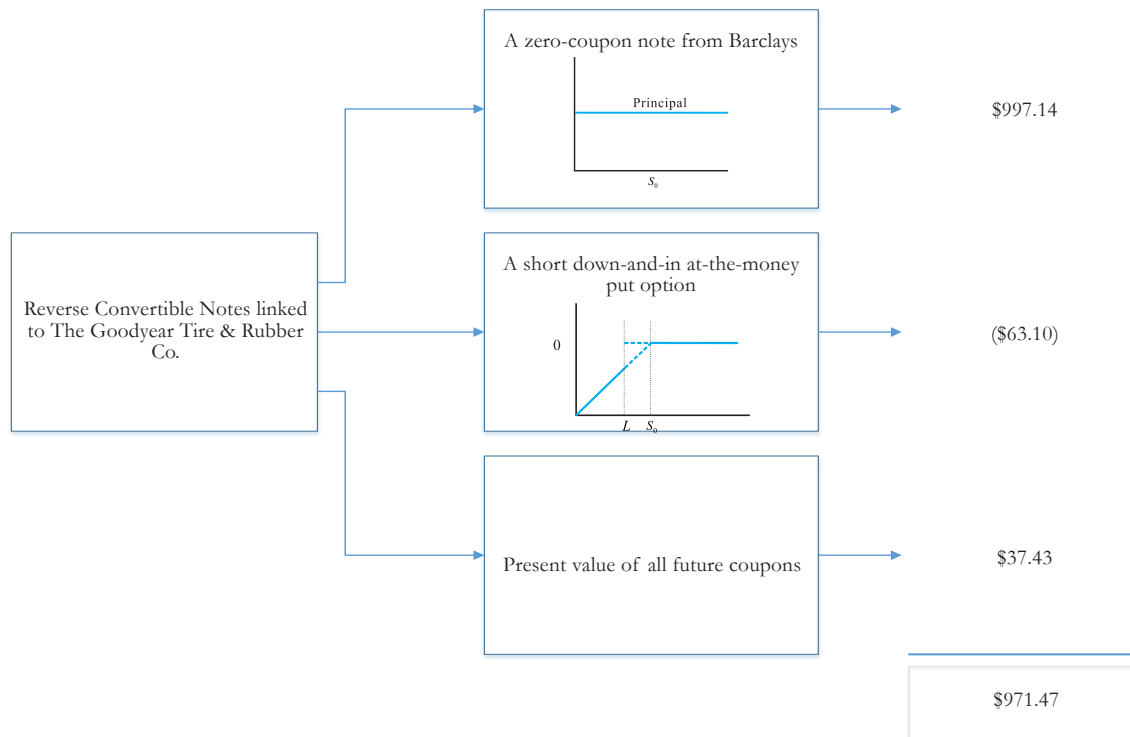 A zero-coupon note from Barclays
Principal
S₀
$997.14
Reverse Convertible Notes linked
to The Goodyear Tire & Rubber
Co.
A short down-and-in at-the-money
put option
0
L S₀
($63.10)
Present value of all future coupons
$37.43
$971.47